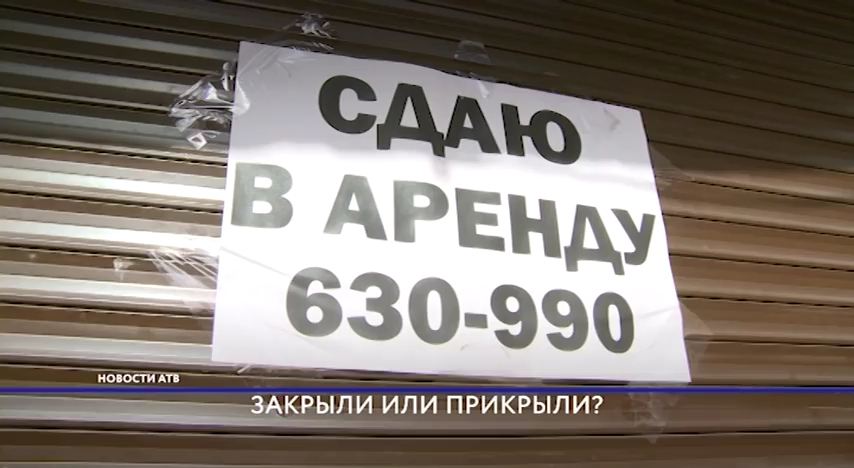 СДАЮ
В АРЕНДУ
630-990
НОВОСТИ АТВ
ЗАКРЫЛИ ИЛИ ПРИКРЫЛИ?